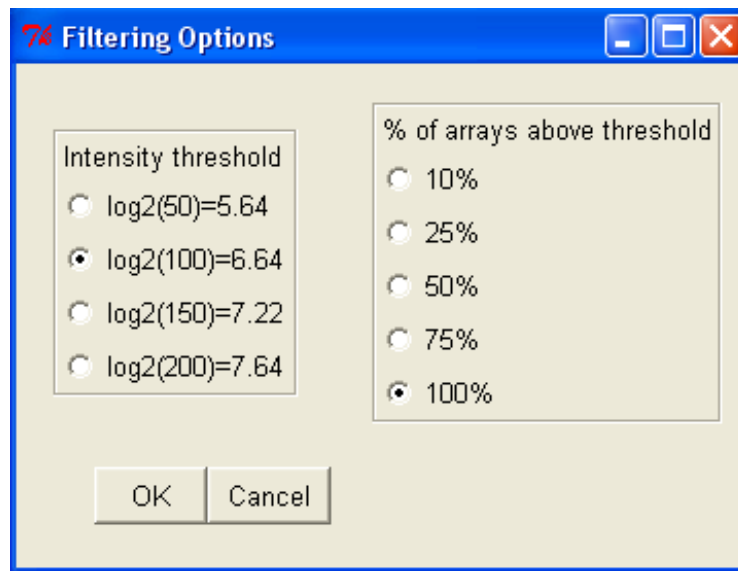 Filtering Options
Intensity threshold
log2(50)=5.64
log2(100)=6.64
log2(150)=7.22
log2(200)=7.64
% of arrays above threshold
10%
25%
50%
75%
100%
OK
Cancel